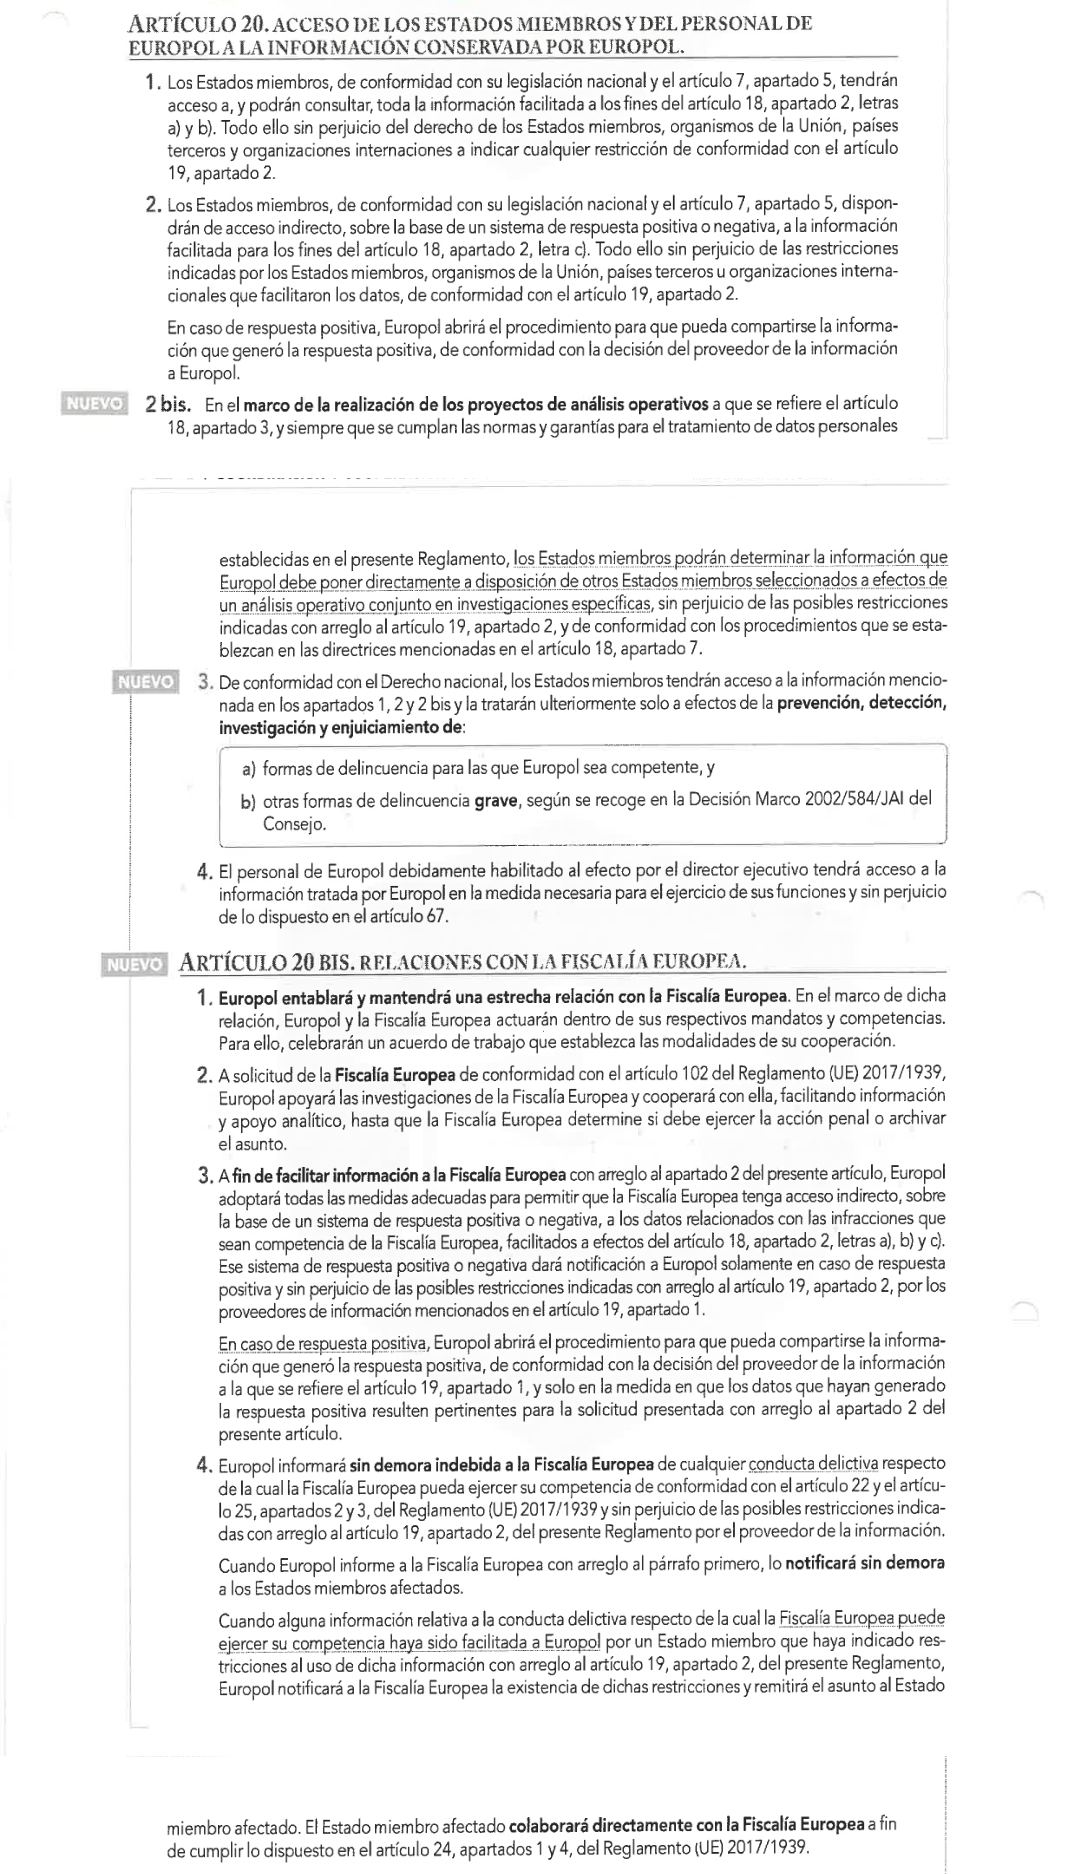 ARTÍCULO 20. ACCESO DE LOS ESTADOS MIEMBROS Y DEL PERSONAL DE
EUROPOL A LA INFORMACIÓN CONSERVADA POR EUROPOL.
1. Los Estados miembros, de conformidad con su legislación nacional y el artículo 7, apartado 5, tendrán
acceso a, y podrán consultar, toda la información facilitada a los fines del artículo 18, apartado 2, letras
a) y b). Todo ello sin perjuicio del derecho de los Estados miembros, organismos de la Unión, países
terceros y organizaciones internaciones a indicar cualquier restricción de conformidad con el artículo
19, apartado 2.
2. Los Estados miembros, de conformidad con su legislación nacional y el artículo 7, apartado 5, dispon-
drán de acceso indirecto, sobre la base de un sistema de respuesta positiva o negativa, a la información
facilitada para los fines del artículo 18, apartado 2, letra c). Todo ello sin perjuicio de las restricciones
indicadas por los Estados miembros, organismos de la Unión, países terceros u organizaciones interna-
cionales que facilitaron los datos, de conformidad con el artículo 19, apartado 2.
En caso de respuesta positiva, Europol abrirá el procedimiento para que pueda compartirse la informa-
ción que generó la respuesta positiva, de conformidad con la decisión del proveedor de la información
a Europol.
NUEVO 2 bis. En el marco de la realización de los proyectos de análisis operativos a que se refiere el artículo
18, apartado 3, y siempre que se cumplan las normas y garantías para el tratamiento de datos personales
establecidas en el presente Reglamento, los Estados miembros podrán determinar la información que
Europol debe poner directamente a disposición de otros Estados miembros seleccionados a efectos de
un análisis operativo conjunto en investigaciones específicas, sin perjuicio de las posibles restricciones
indicadas con arreglo al artículo 19, apartado 2, y de conformidad con los procedimientos que se esta-
blezcan en las directrices mencionadas en el artículo 18, apartado 7.
NUEVO 3. De conformidad con el Derecho nacional, los Estados miembros tendrán acceso a la información mencio-
nada en los apartados 1, 2 y 2 bis y la tratarán ulteriormente solo a efectos de la prevención, detección,
investigación y enjuiciamiento de:
a) formas de delincuencia para las que Europol sea competente, y
b) otras formas de delincuencia grave, según se recoge en la Decisión Marco 2002/584/JAI del
Consejo.
4. El personal de Europol debidamente habilitado al efecto por el director ejecutivo tendrá acceso a la
información tratada por Europol en la medida necesaria para el ejercicio de sus funciones y sin perjuicio
de lo dispuesto en el artículo 67.
NUEVO ARTÍCULO 20 BIS. RELACIONES CON LA FISCALÍA EUROPEA.
1. Europol entablará y mantendrá una estrecha relación con la Fiscalía Europea. En el marco de dicha
relación, Europol y la Fiscalía Europea actuarán dentro de sus respectivos mandatos y competencias.
Para ello, celebrarán un acuerdo de trabajo que establezca las modalidades de su cooperación.
2. A solicitud de la Fiscalía Europea de conformidad con el artículo 102 del Reglamento (UE) 2017/1939,
Europol apoyará las investigaciones de la Fiscalía Europea y cooperará con ella, facilitando información
y apoyo analítico, hasta que la Fiscalía Europea determine si debe ejercer la acción penal o archivar
el asunto.
3. A fin de facilitar información a la Fiscalía Europea con arreglo al apartado 2 del presente artículo, Europol
adoptará todas las medidas adecuadas para permitir que la Fiscalía Europea tenga acceso indirecto, sobre
la base de un sistema de respuesta positiva o negativa, a los datos relacionados con las infracciones que
sean competencia de la Fiscalía Europea, facilitados a efectos del artículo 18, apartado 2, letras a), b) y c).
Ese sistema de respuesta positiva o negativa dará notificación a Europol solamente en caso de respuesta
positiva y sin perjuicio de las posibles restricciones indicadas con arreglo al artículo 19, apartado 2, por los
proveedores de información mencionados en el artículo 19, apartado 1.
En caso de respuesta positiva, Europol abrirá el procedimiento para que pueda compartirse la informa-
ción que generó la respuesta positiva, de conformidad con la decisión del proveedor de la información
a la que se refiere el artículo 19, apartado 1, y solo en la medida en que los datos que hayan generado
la respuesta positiva resulten pertinentes para la solicitud presentada con arreglo al apartado 2 del
presente artículo.
4. Europol informará sin demora indebida a la Fiscalía Europea de cualquier conducta delictiva respecto
de la cual la Fiscalía Europea pueda ejercer su competencia de conformidad con el artículo 22 y el artícu-
lo 25, apartados 2 y 3, del Reglamento (UE) 2017/1939 y sin perjuicio de las posibles restricciones indica-
das con arreglo al artículo 19, apartado 2, del presente Reglamento por el proveedor de la información.
Cuando Europol informe a la Fiscalía Europea con arreglo al párrafo primero, lo notificará sin demora
a los Estados miembros afectados.
Cuando alguna información relativa a la conducta delictiva respecto de la cual la Fiscalía Europea puede
ejercer su competencia haya sido facilitada a Europol por un Estado miembro que haya indicado res-
tricciones al uso de dicha información con arreglo al artículo 19, apartado 2, del presente Reglamento,
Europol notificará a la Fiscalía Europea la existencia de dichas restricciones y remitirá el asunto al Estado
miembro afectado. El Estado miembro afectado colaborará directamente con la Fiscalía Europea a fin
de cumplir lo dispuesto en el artículo 24, apartados 1 y 4, del Reglamento (UE) 2017/1939.